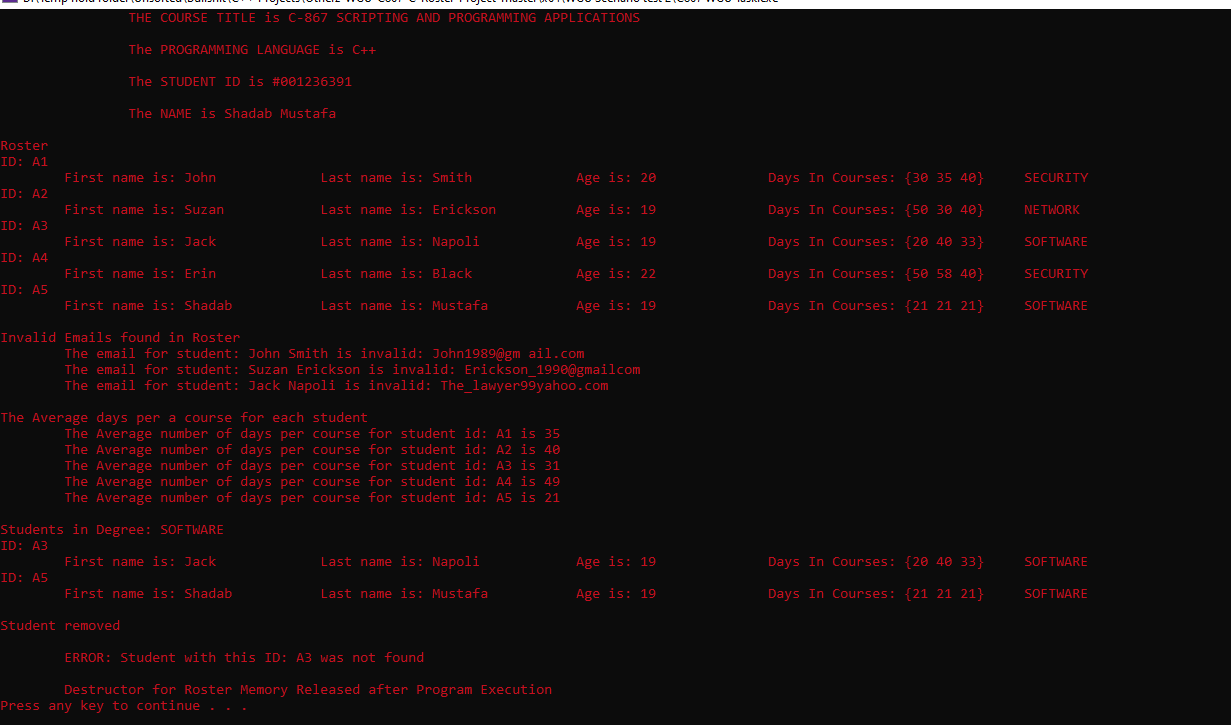 THE COURSE TITLE is C-867 SCRIPTING AND PROGRAMMING APPLICATIONS
The PROGRAMMING LANGUAGE is C++
The STUDENT ID is #001236391
The NAME is Shadab Mustafa
Roster
ID: A1
First name is: John Last name is: Smith Age is: 20 Days In Courses: {30 35 40} SECURITY
ID: A2
First name is: Suzan Last name is: Erickson Age is: 19 Days In Courses: {50 30 40} NETWORK
ID: A3
First name is: Jack Last name is: Napoli Age is: 19 Days In Courses: {20 40 33} SOFTWARE
ID: A4
First name is: Erin Last name is: Black Age is: 22 Days In Courses: {50 58 40} SECURITY
ID: A5
First name is: Shadab Last name is: Mustafa Age is: 19 Days In Courses: {21 21 21} SOFTWARE
Invalid Emails found in Roster
The email for student: John Smith is invalid: John1989@gm ail.com
The email for student: Suzan Erickson is invalid: Erickson_1990@gmailcom
The email for student: Jack Napoli is invalid: The_lawyer99yahoo.com
The Average days per a course for each student
The Average number of days per course for student id: A1 is 35
The Average number of days per course for student id: A2 is 40
The Average number of days per course for student id: A3 is 31
The Average number of days per course for student id: A4 is 49
The Average number of days per course for student id: A5 is 21
Students in Degree: SOFTWARE
ID: A3
First name is: Jack Last name is: Napoli Age is: 19 Days In Courses: {20 40 33} SOFTWARE
ID: A5
First name is: Shadab Last name is: Mustafa Age is: 19 Days In Courses: {21 21 21} SOFTWARE
Student removed
ERROR: Student with this ID: A3 was not found
Destructor for Roster Memory Released after Program Execution
Press any key to continue . . .